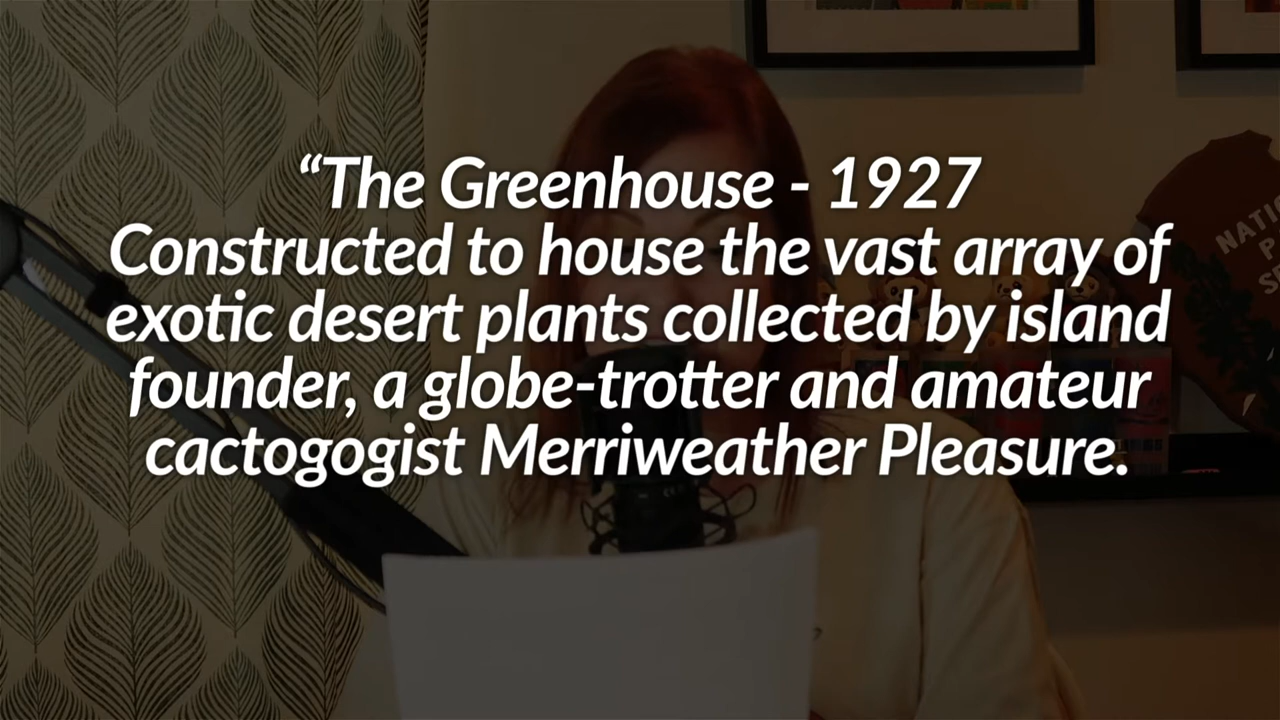 “The Greenhouse - 1927
Constructed to house the vast array of
exotic desert plants collected by island
founder, a globe-trotter and amateur
cactogogist Merriweather Pleasure.